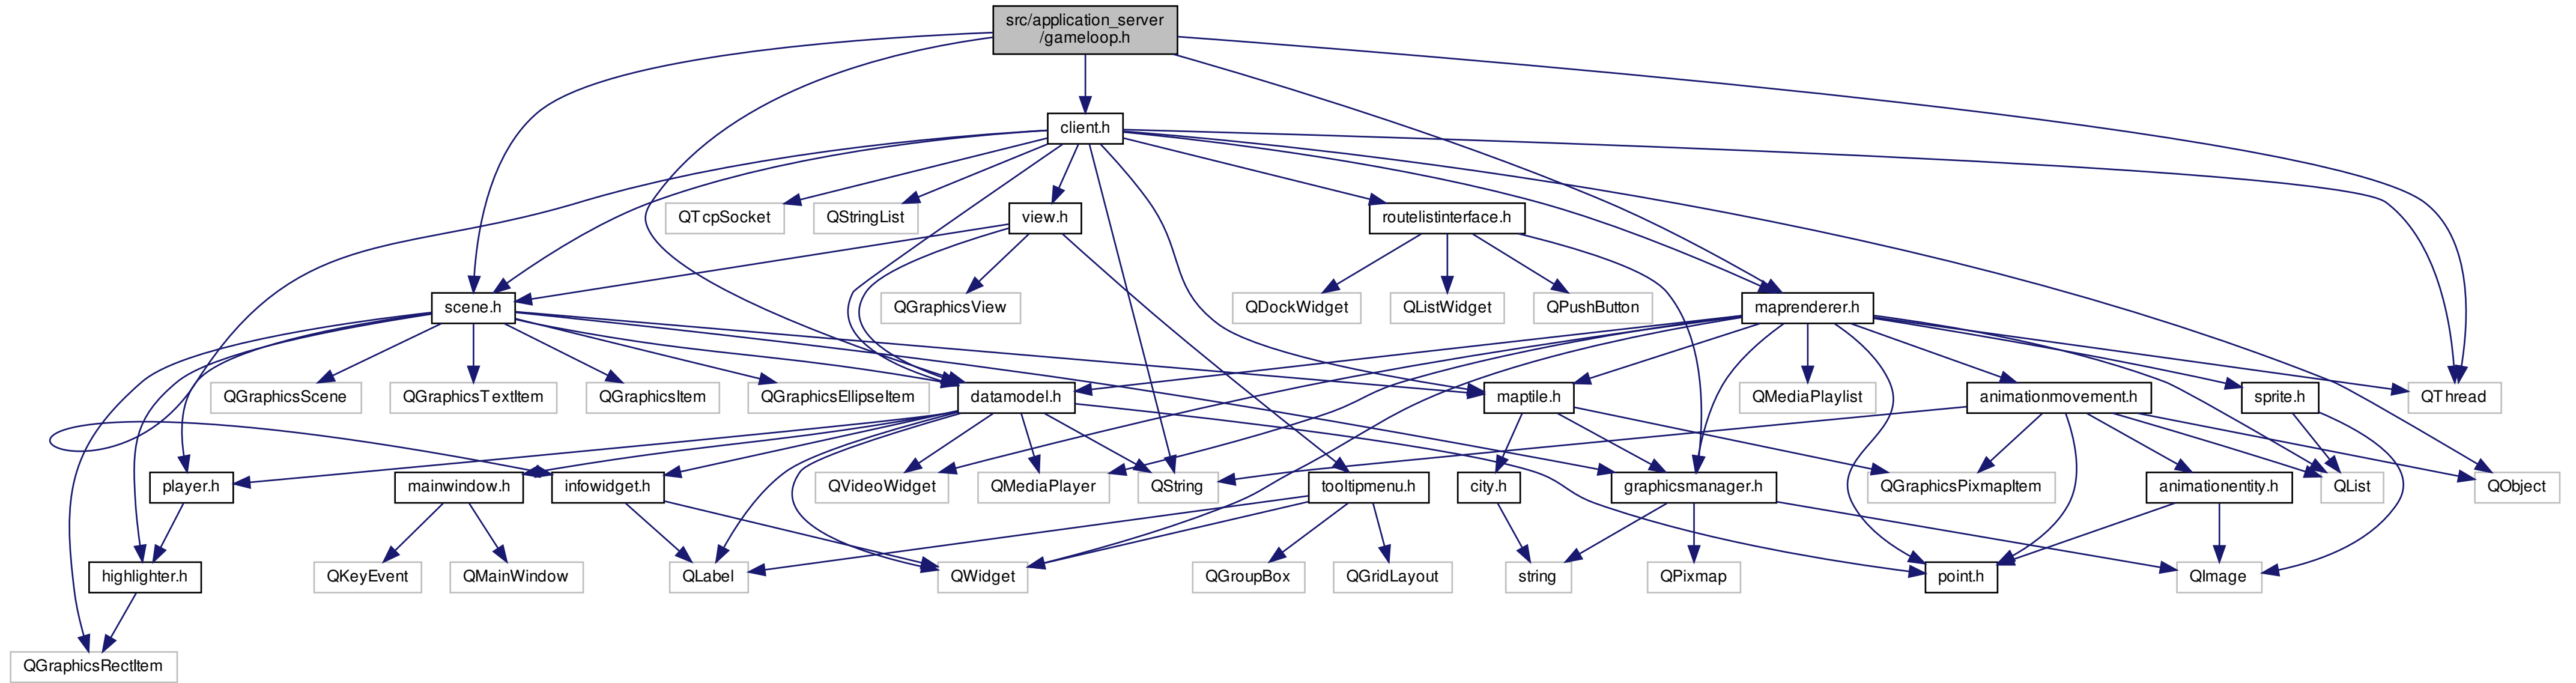 src/application_server
/gameloop.h
client.h
QTcpSocket
QStringList
view.h
routelistinterface.h
scene.h
QGraphicsView
QDockWidget
QListWidget
QPushButton
maprenderer.h
QGraphicsScene
QGraphicsTextItem
QGraphicsItem
QGraphicsEllipseItem
datamodel.h
maptile.h
QMediaPlaylist
animationmovement.h
sprite.h
QThread
player.h
mainwindow.h
infowidget.h
QVideoWidget
QMediaPlayer
QString
tooltipmenu.h
city.h
graphicsmanager.h
QGraphicsPixmapItem
animationentity.h
QList
QObject
highlighter.h
QKeyEvent
QMainWindow
QLabel
QWidget
QGroupBox
QGridLayout
string
QPixmap
point.h
QImage
QGraphicsRectItem